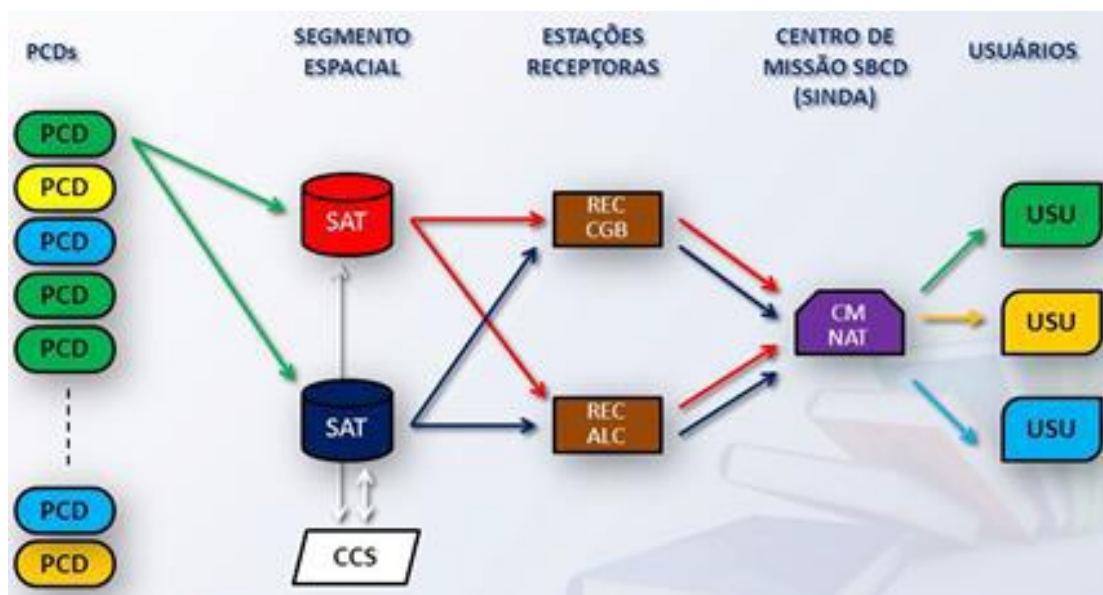 PCDs
SEGMENTO
ESPACIAL
ESTAÇÕES
RECEPTORAS
CENTRO DE
MISSÃO SBCD
(SINDA)
USUÁRIOS
PCD
PCD
PCD
PCD
PCD
PCD
PCD
SAT
SAT
CCS
REC
CGB
REC
ALC
CM
NAT
USU
USU
USU